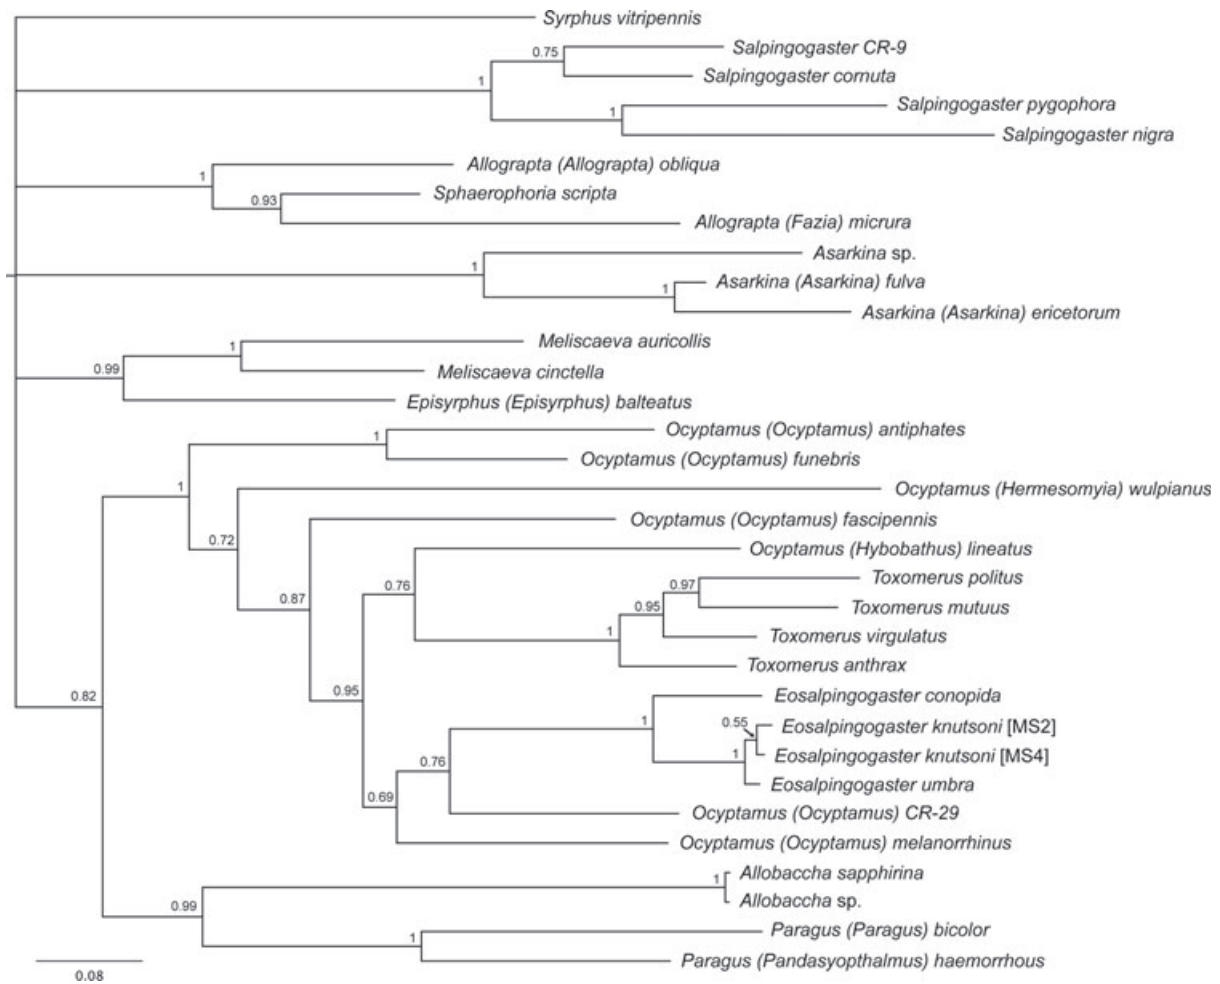 Syrphus vitripennis
0.75
Salpingogaster CR-9
1
Salpingogaster cornuta
1
Salpingogaster pygophora
Salpingogaster nigra
1
Allograpta (Allograpta) obliqua
0.93
Sphaerophoria scripta
Allograpta (Fazia) micrura
1
Asarkina sp.
1
Asarkina (Asarkina) fulva
Asarkina (Asarkina) ericetorum
1
Meliscaeva auricollis
0.99
Meliscaeva cinctella
Episyrphus (Episyrphus) balteatus
1
Ocyptamus (Ocyptamus) antiphates
Ocyptamus (Ocyptamus) funebris
1
Ocyptamus (Hermesomyia) wulpianus
0.72
Ocyptamus (Ocyptamus) fascipennis
Ocyptamus (Hybobathus) lineatus
0.87
0.76
0.97
Toxomerus politus
0.95
Toxomerus mutuus
1
Toxomerus virgulatus
Toxomerus anthrax
0.82
0.95
Eosalpingogaster conopida
1
0.55
Eosalpingogaster knutsoni [MS2]
1
Eosalpingogaster knutsoni [MS4]
0.76
Eosalpingogaster umbra
0.69
Ocyptamus (Ocyptamus) CR-29
Ocyptamus (Ocyptamus) melanorrhinus
1
Allobaccha sapphirina
0.99
Allobaccha sp.
1
Paragus (Paragus) bicolor
Paragus (Pandasyopthalmus) haemorrhous
0.08